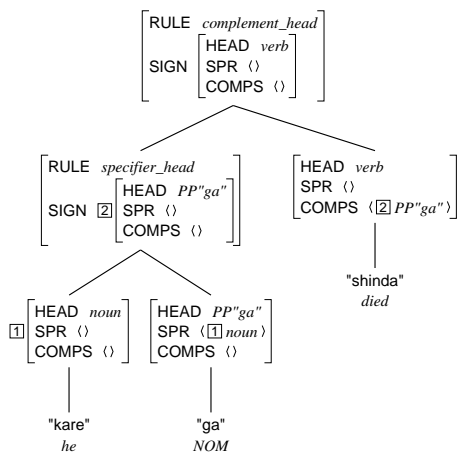 RULE complement_head
HEAD verb
SIGN SPR ⟨⟩
COMPS ⟨⟩
RULE specifier_head
HEAD PP"ga"
SIGN 2 SPR ⟨⟩
COMPS ⟨⟩
HEAD verb
SPR ⟨⟩
COMPS ⟨ 2 PP"ga" ⟩
"shinda"
died
1 HEAD noun
SPR ⟨⟩
COMPS ⟨⟩
HEAD PP"ga"
SPR ⟨ 1 noun ⟩
COMPS ⟨⟩
"kare"
he
"ga"
NOM